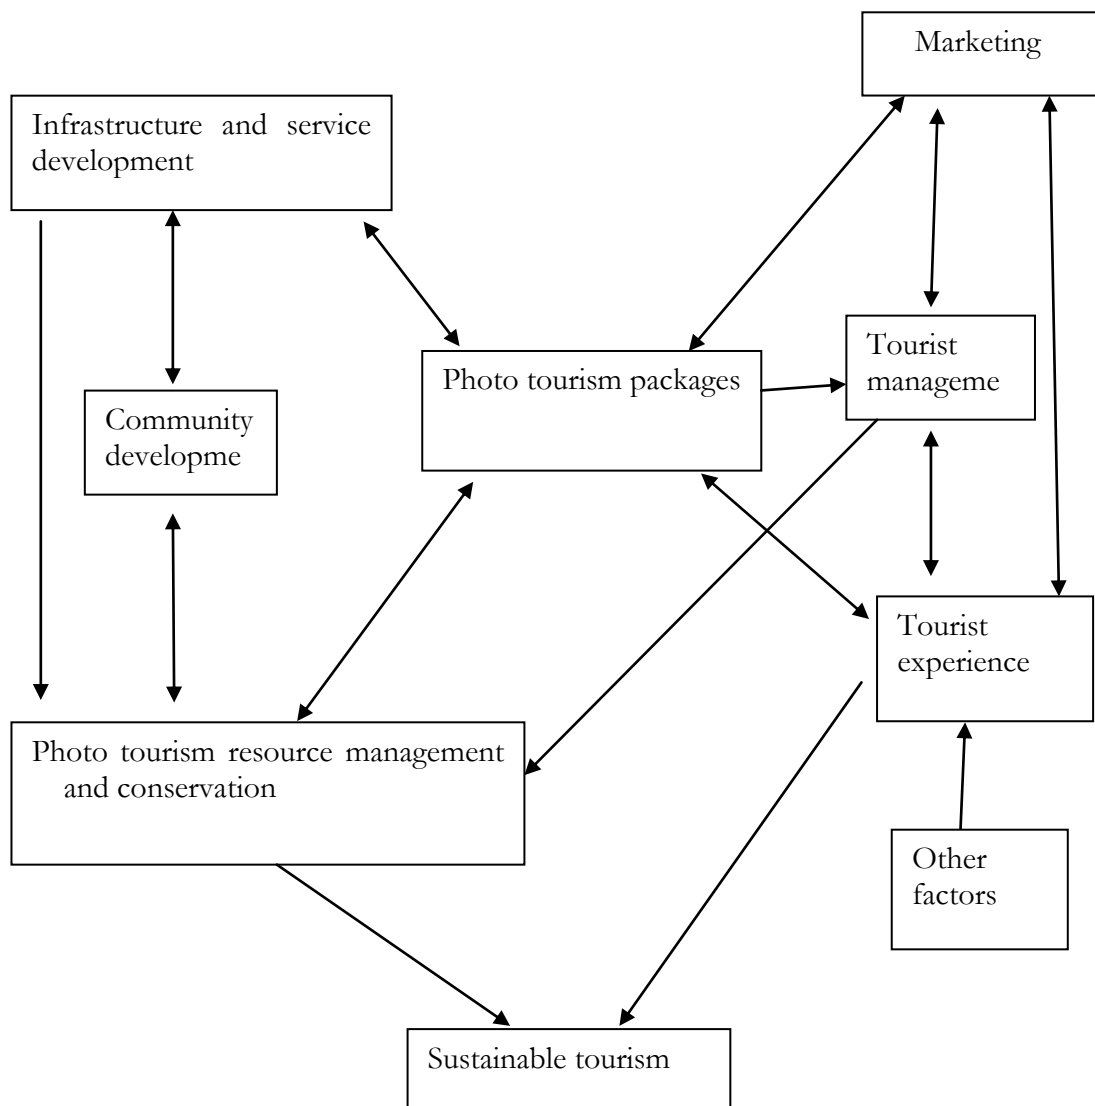 Marketing
Infrastructure and service
development
Tourist
manageme
Photo tourism packages
Community
developme
Tourist
experience
Photo tourism resource management
and conservation
Other
factors
Sustainable tourism